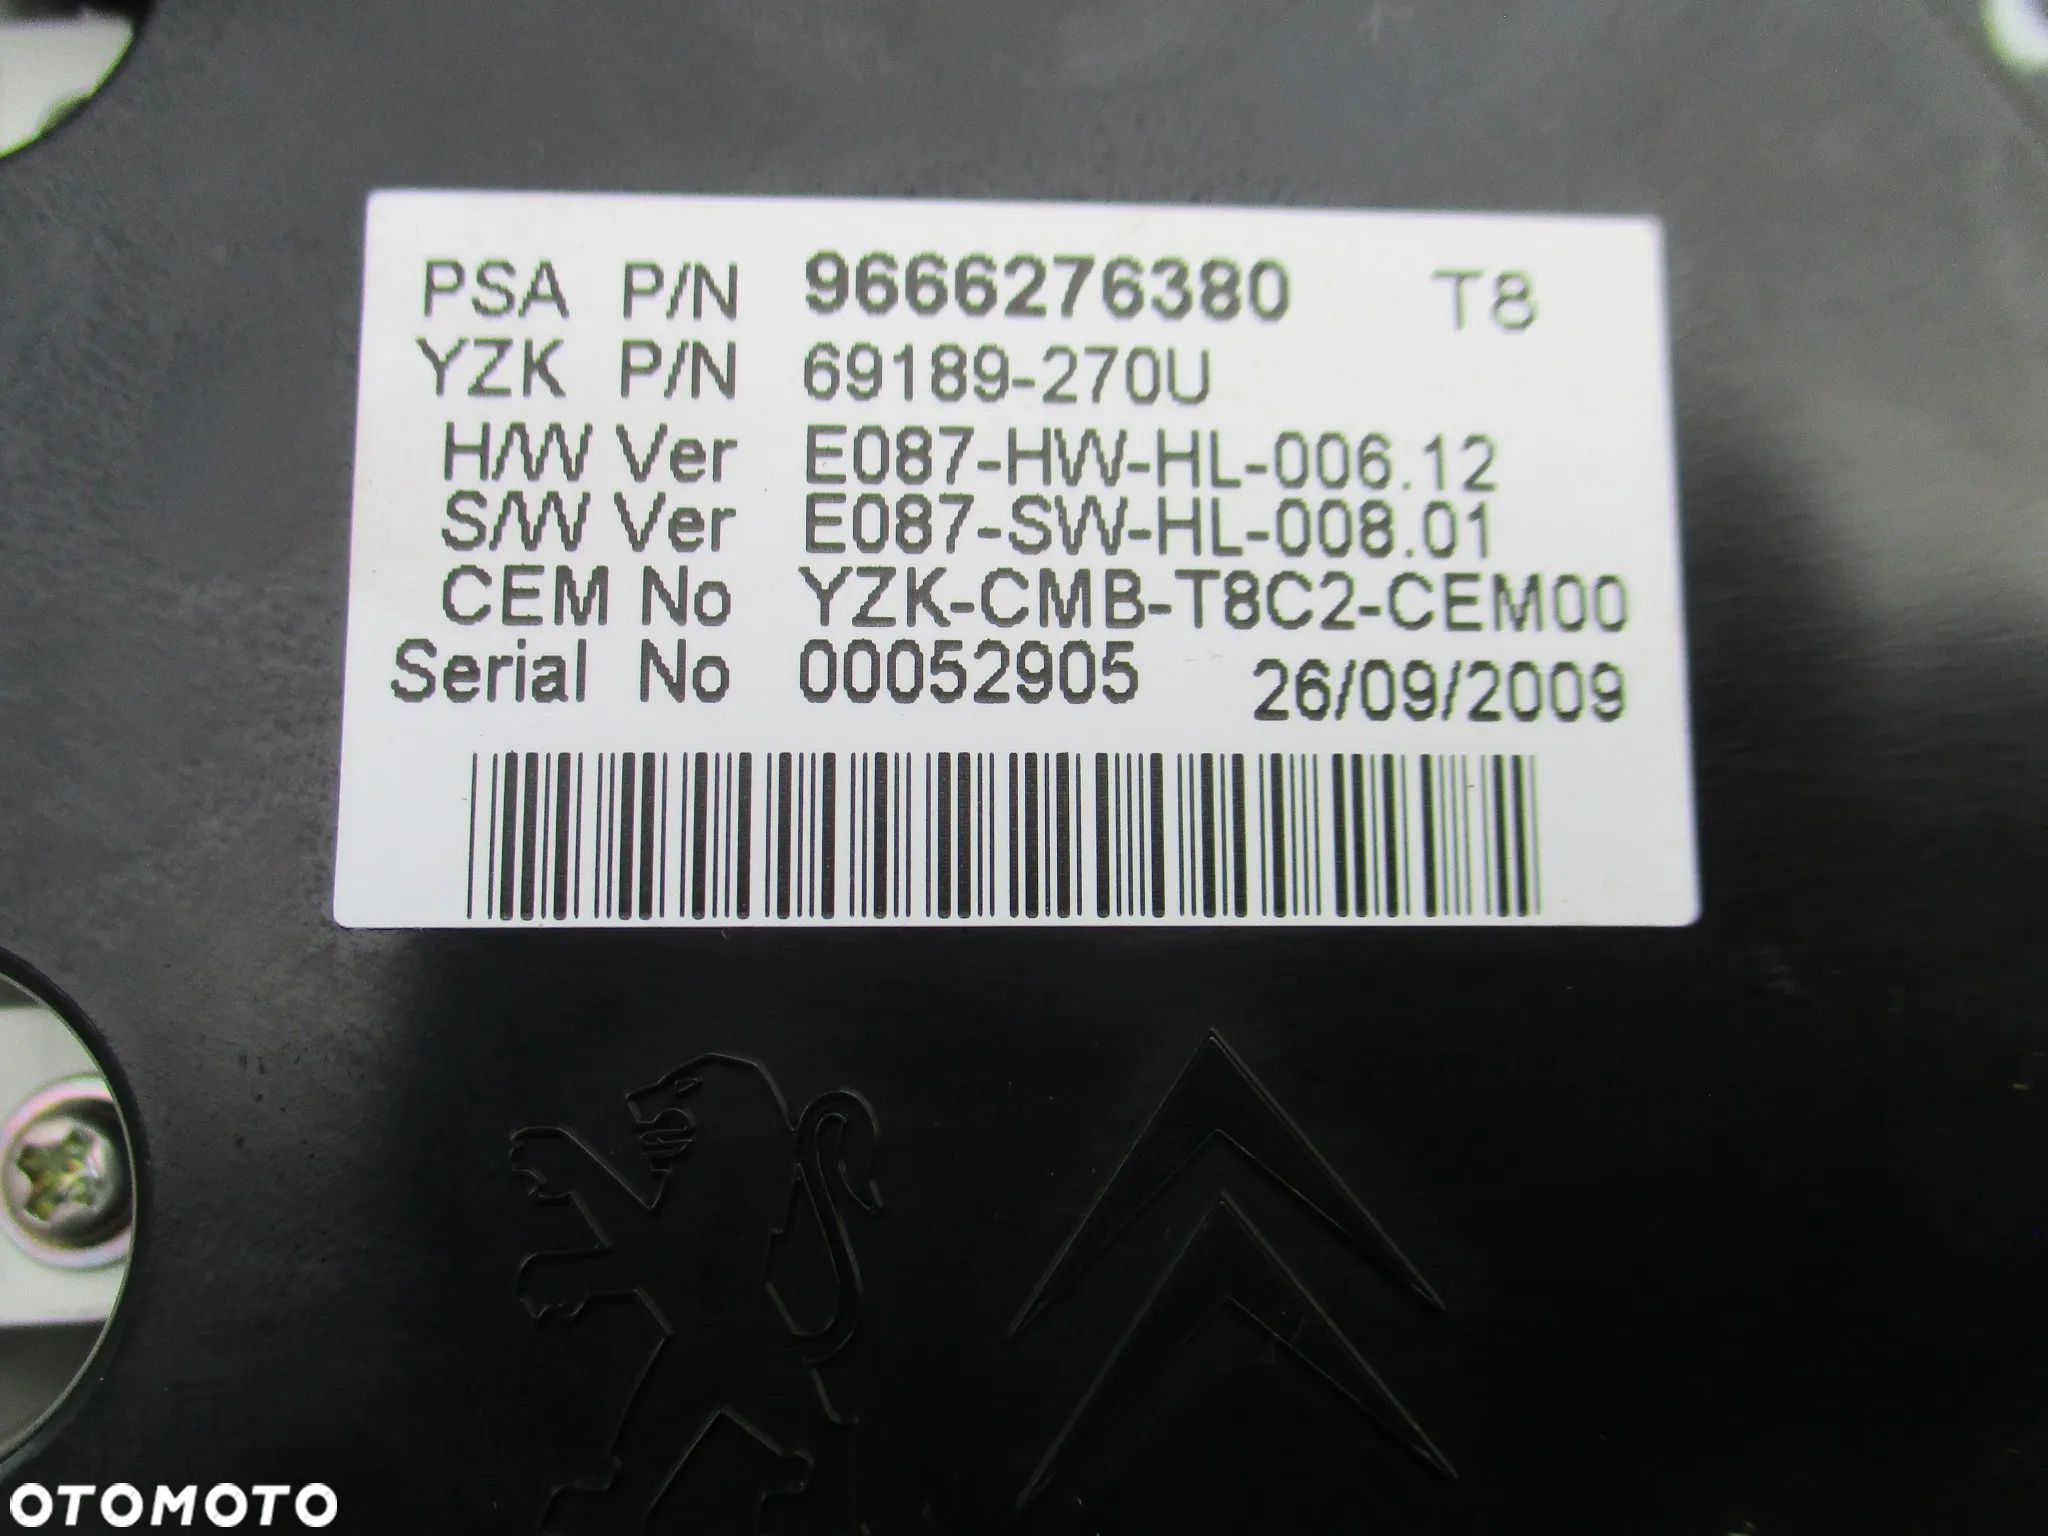 PSA P/N 9666276380 T8
YZK P/N 69189-270U
H/W Ver E087-HW-HL-006.12
S/W Ver E087-SW-HL-008.01
CEM No YZK-CMB-T8C2-CEM00
Serial No 00052905 26/09/2009
OTOMOTO